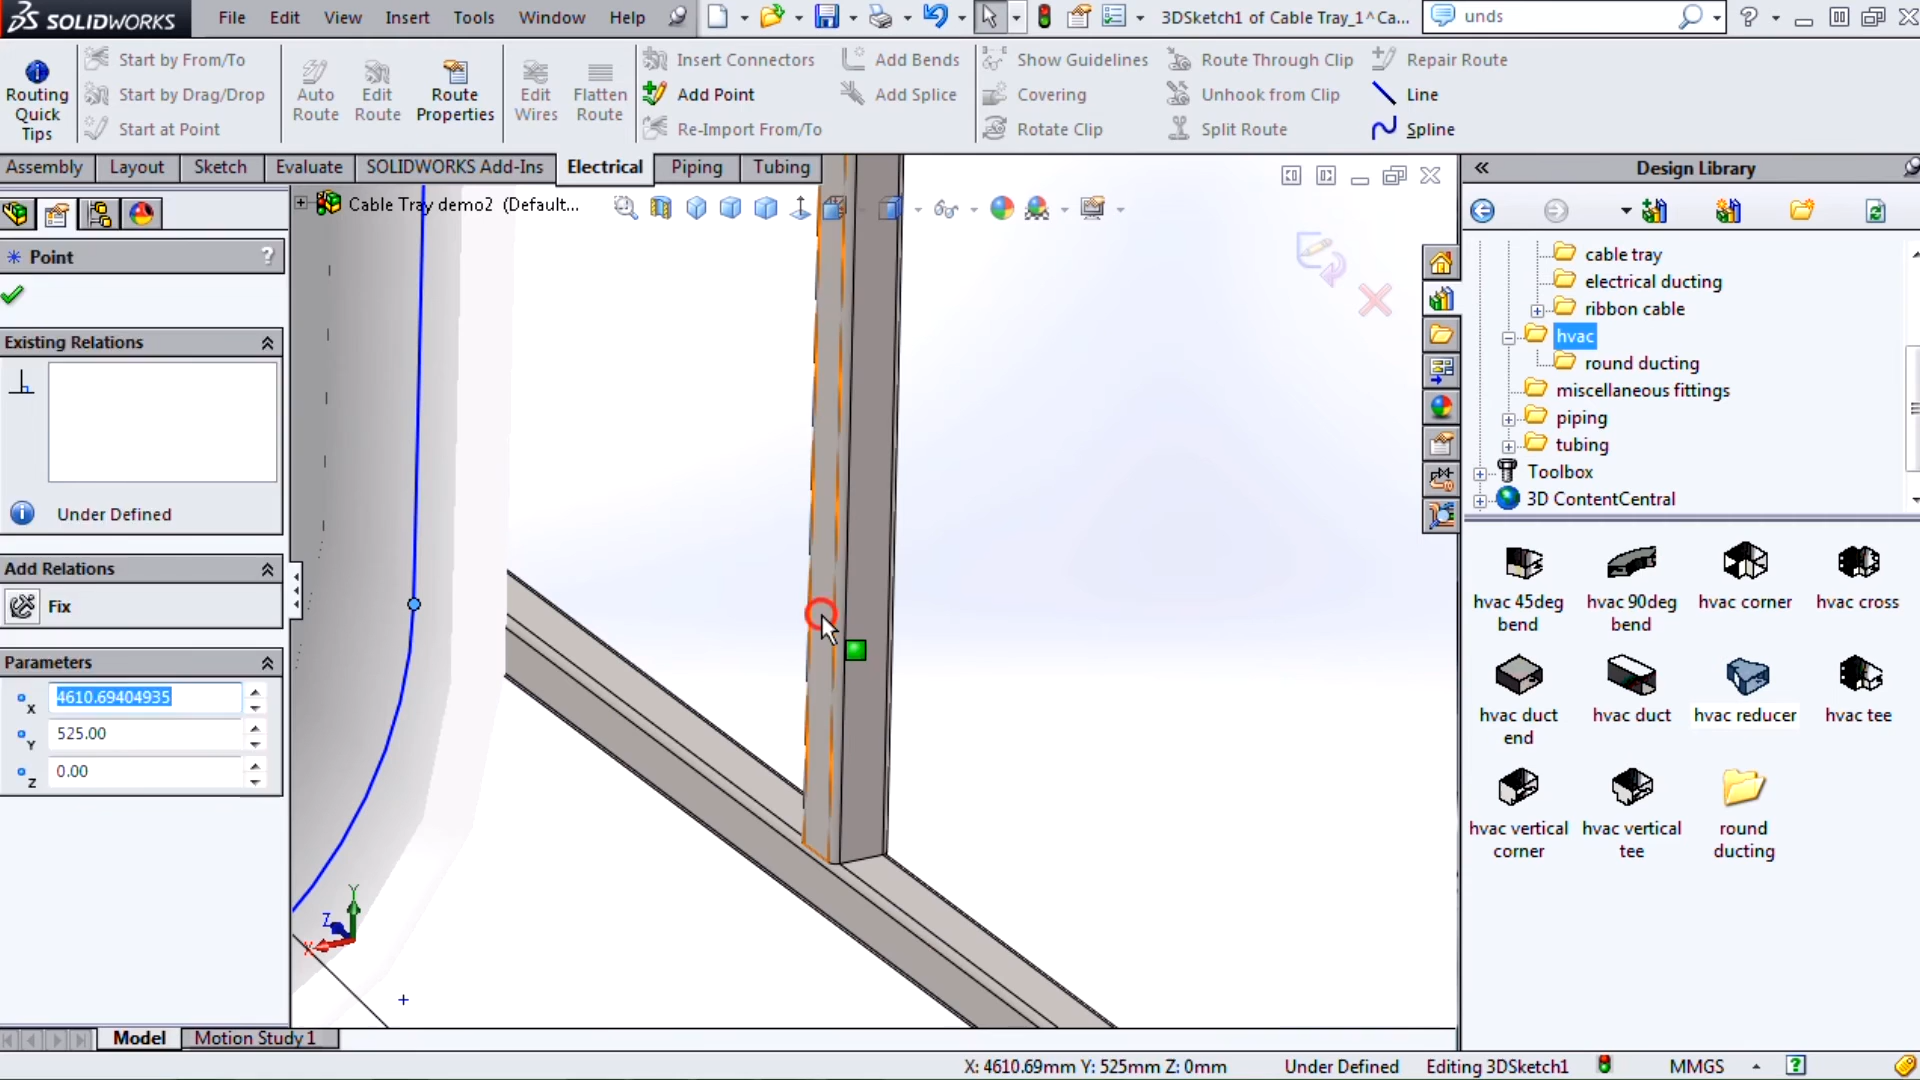 SOLIDWORKS File Edit View Insert Tools Window Help 3DSketch1 of Cable Tray_1^Ca... unds
Start by From/To
Start by Drag/Drop
Start at Point
Routing Quick Tips
Auto Route
Edit Route
Route Properties
Edit Wires
Flatten Route
Insert Connectors
Add Point
Re-Import From/To
Add Bends
Add Splice
Show Guidelines
Covering
Rotate Clip
Route Through Clip
Unhook from Clip
Split Route
Repair Route
Line
Spline
Assembly Layout Sketch Evaluate SOLIDWORKS Add-Ins Electrical Piping Tubing
Cable Tray demo2 (Default...
Point ?
Existing Relations
Under Defined
Add Relations
Fix
Parameters
X 4610.69404935
Y 525.00
Z 0.00
Y
Z
X
Design Library
cable tray
electrical ducting
ribbon cable
hvac
round ducting
miscellaneous fittings
piping
tubing
Toolbox
3D ContentCentral
hvac 45deg bend
hvac 90deg bend
hvac corner
hvac cross
hvac duct end
hvac duct
hvac reducer
hvac tee
hvac vertical corner
hvac vertical tee
round ducting
Model Motion Study 1
X: 4610.69mm Y: 525mm Z: 0mm Under Defined Editing 3DSketch1 MMGS ?